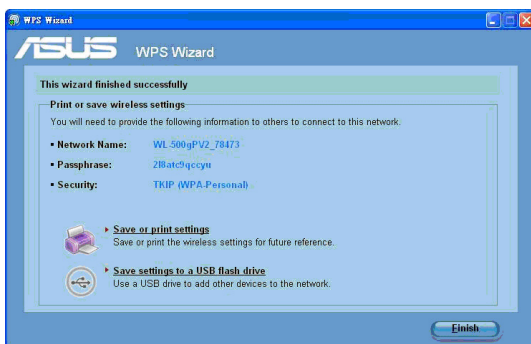 WPS Wizard
ASUS WPS Wizard
This wizard finished successfully
Print or save wireless settings
You will need to provide the following information to others to connect to this network.
▪ Network Name: WL-500gPV2_78473
▪ Passphrase: 2l8atc9qccyu
▪ Security: TKIP (WPA-Personal)
Save or print settings
Save or print the wireless settings for future reference.
Save settings to a USB flash drive
Use a USB drive to add other devices to the network.
Finish